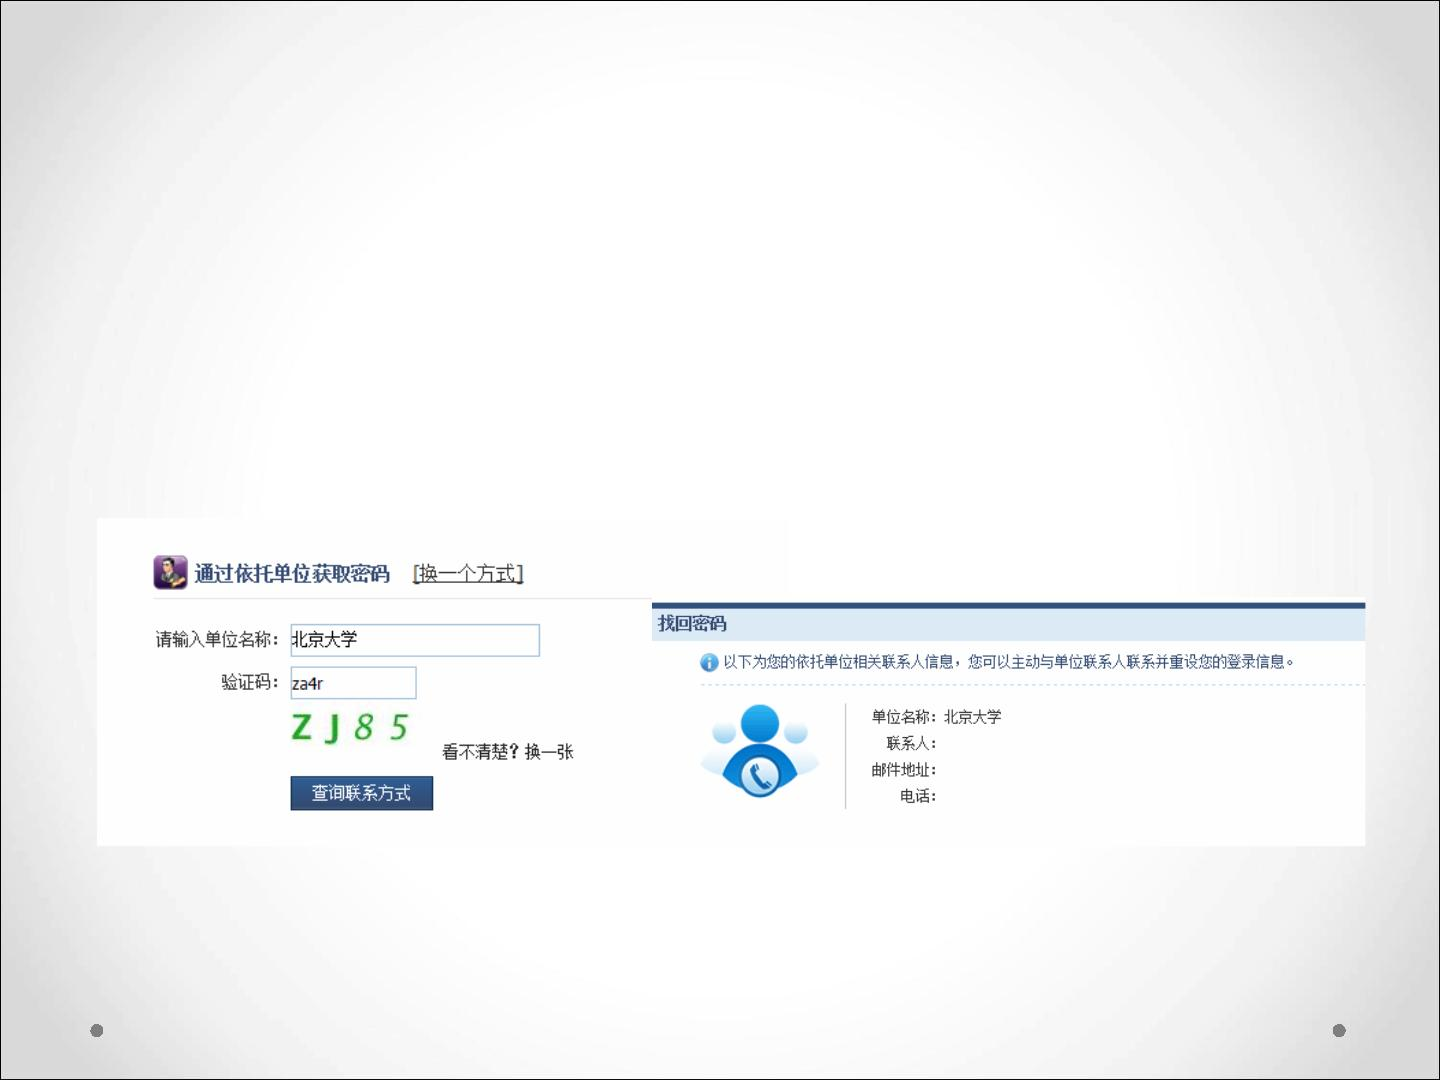 通过依托单位获取密码 [换一个方式]
请输入单位名称： 北京大学
验证码： za4r
Z J 8 5
看不清楚？换一张
查询联系方式
找回密码
以下为您的依托单位相关联系人信息，您可以主动与单位联系人联系并重设您的登录信息。
单位名称：北京大学
联系人：
邮件地址：
电话：